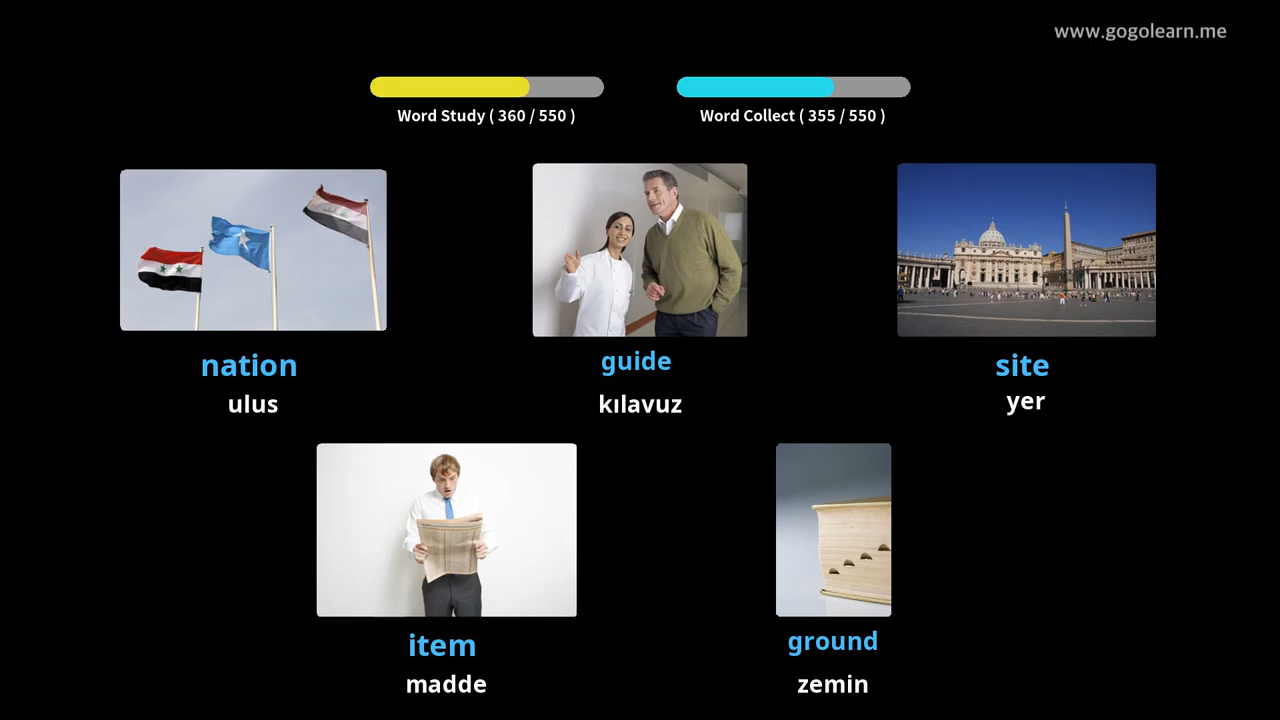 www.gogolearn.me
Word Study ( 360 / 550 )
Word Collect ( 355 / 550 )
nation
ulus
guide
kılavuz
site
yer
item
madde
ground
zemin